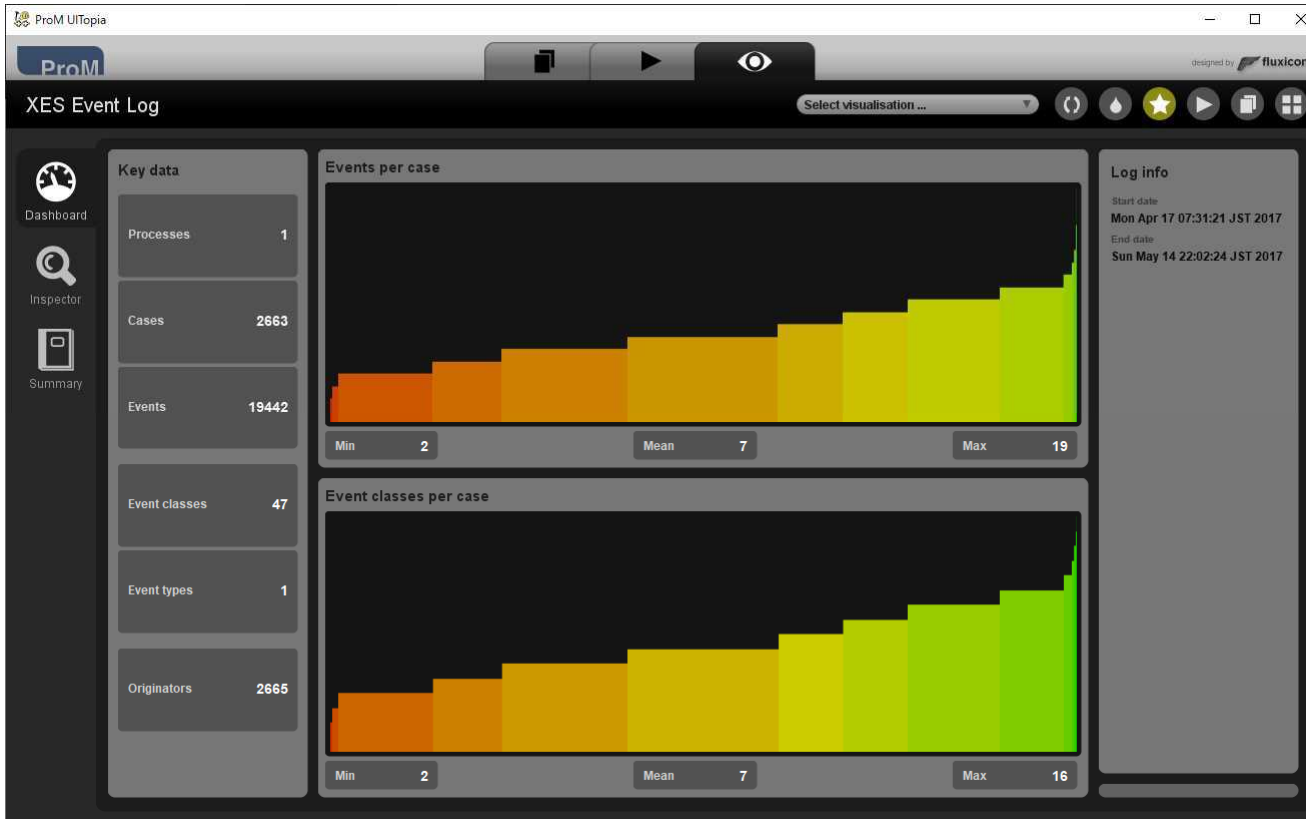 ProM UITopia
ProM
designed by fluxicon
XES Event Log
Select visualisation ...
Dashboard
Inspector
Summary
Key data
Processes 1
Cases 2663
Events 19442
Event classes 47
Event types 1
Originators 2665
Events per case
Min 2
Mean 7
Max 19
Event classes per case
Min 2
Mean 7
Max 16
Log info
Start date
Mon Apr 17 07:31:21 JST 2017
End date
Sun May 14 22:02:24 JST 2017